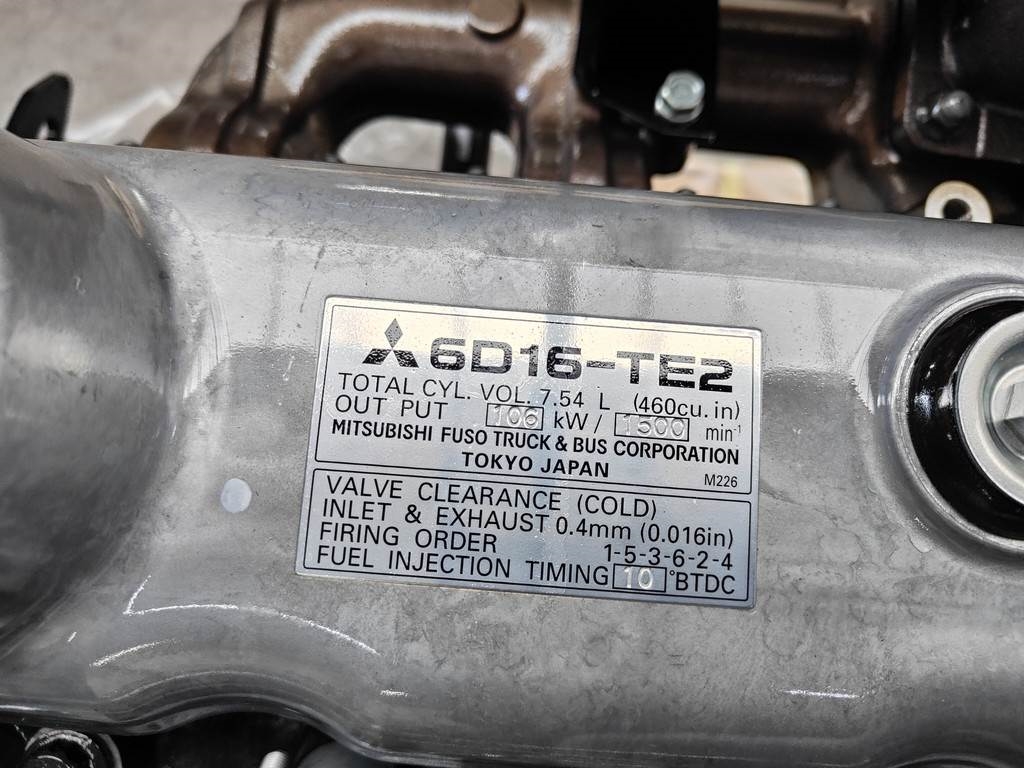 6D16-TE2
TOTAL CYL. VOL. 7.54 L (460cu.in)
OUT PUT 106 kW / 1500 min⁻¹
MITSUBISHI FUSO TRUCK & BUS CORPORATION
TOKYO JAPAN M226
VALVE CLEARANCE (COLD)
INLET & EXHAUST 0.4mm (0.016in)
FIRING ORDER 1-5-3-6-2-4
FUEL INJECTION TIMING 10 °BTDC